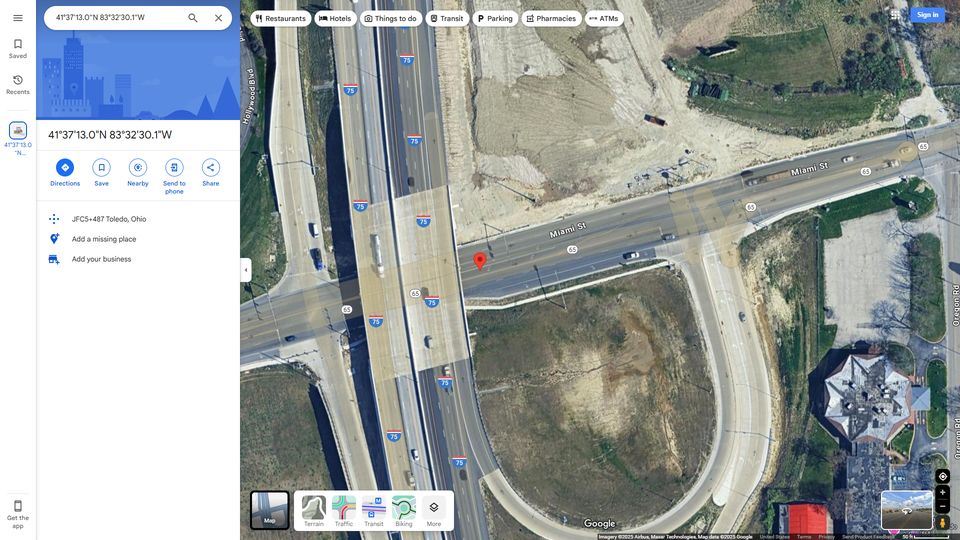 41°37'13.0"N 83°32'30.1"W
Restaurants
Hotels
Things to do
Transit
Parking
Pharmacies
ATMs
Sign in
Saved
Recents
41°37'13.0
"N...
41°37'13.0"N 83°32'30.1"W
Directions
Save
Nearby
Send to
phone
Share
JFC5+487 Toledo, Ohio
Add a missing place
Add your business
Get the
app
Hollywood Blvd
75
75
75
75
75
75
75
75
75
75
65
65
65
65
65
65
Miami St
Miami St
Oregon Rd
Oregon Rd
Map
Terrain
Traffic
Transit
Biking
More
Google
Imagery ©2025 Airbus, Maxar Technologies, Map data ©2025 Google
United States
Terms
Privacy
Send Product Feedback
50 ft